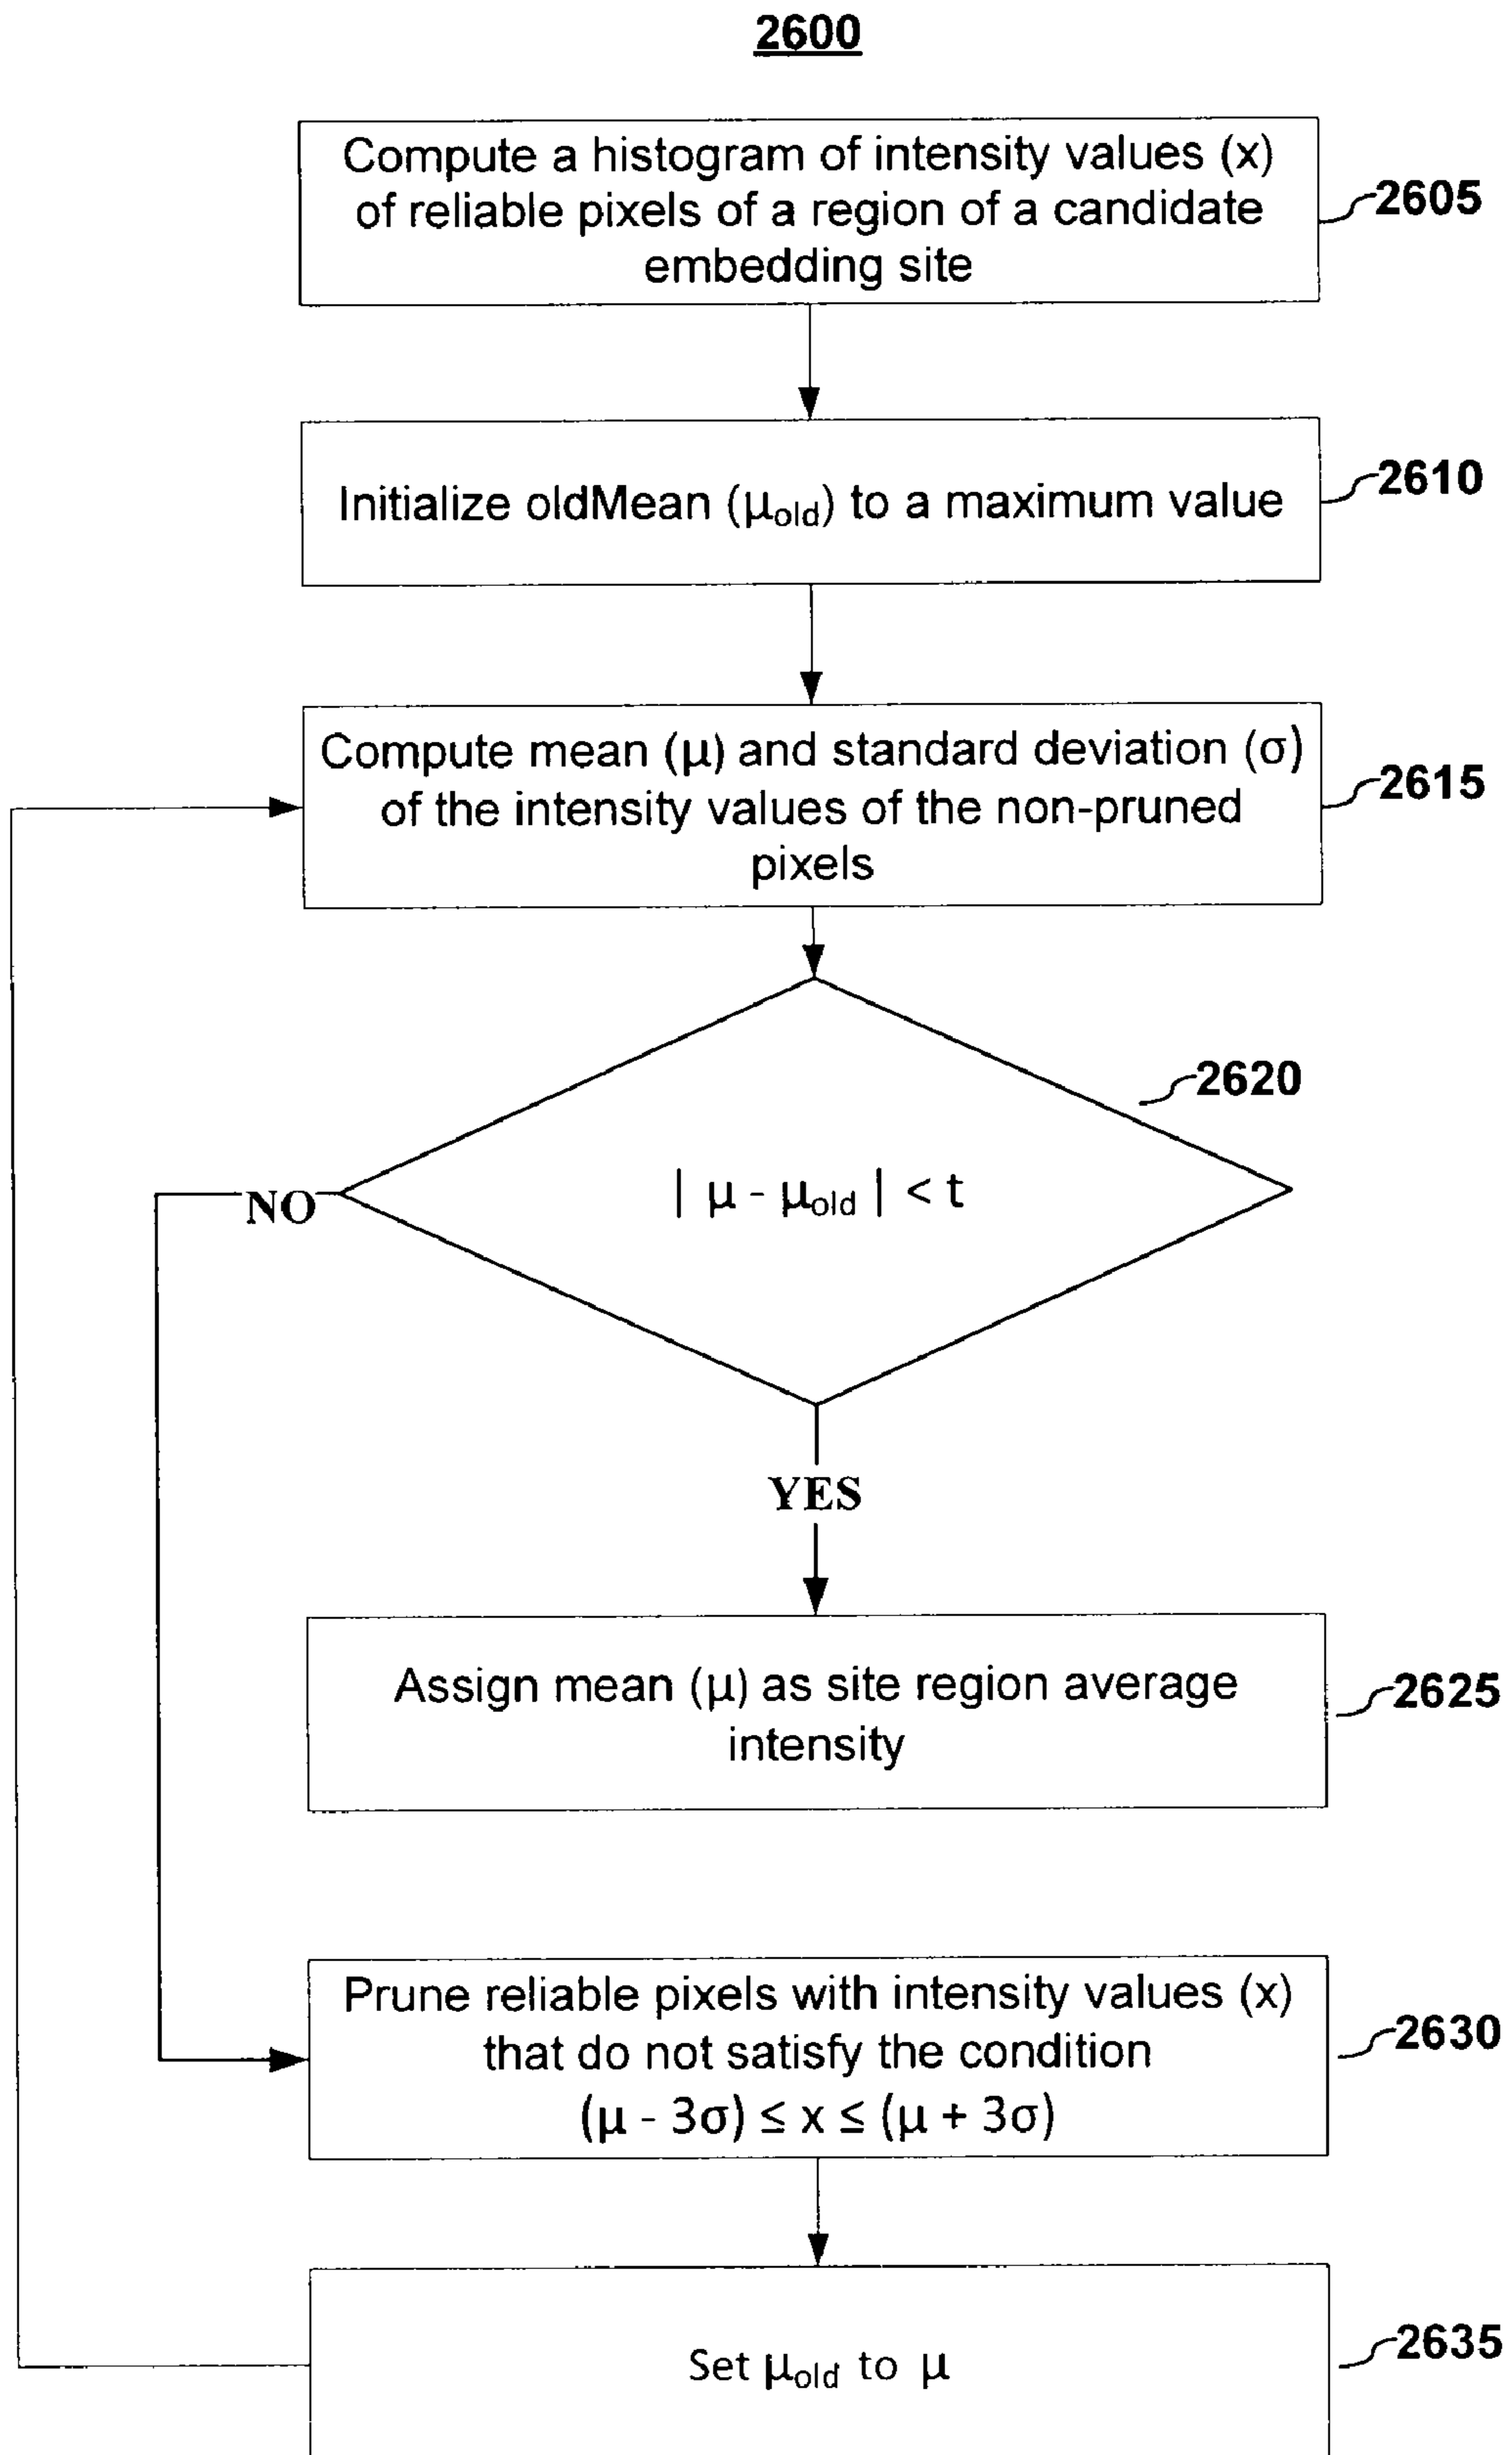 2600
Compute a histogram of intensity values (x)
of reliable pixels of a region of a candidate
embedding site
2605
Initialize oldMean (μold) to a maximum value
2610
Compute mean (μ) and standard deviation (σ)
of the intensity values of the non-pruned
pixels
2615
2620
| μ - μold | < t
NO
YES
Assign mean (μ) as site region average
intensity
2625
Prune reliable pixels with intensity values (x)
that do not satisfy the condition
(μ - 3σ) ≤ x ≤ (μ + 3σ)
2630
Set μold to μ
2635